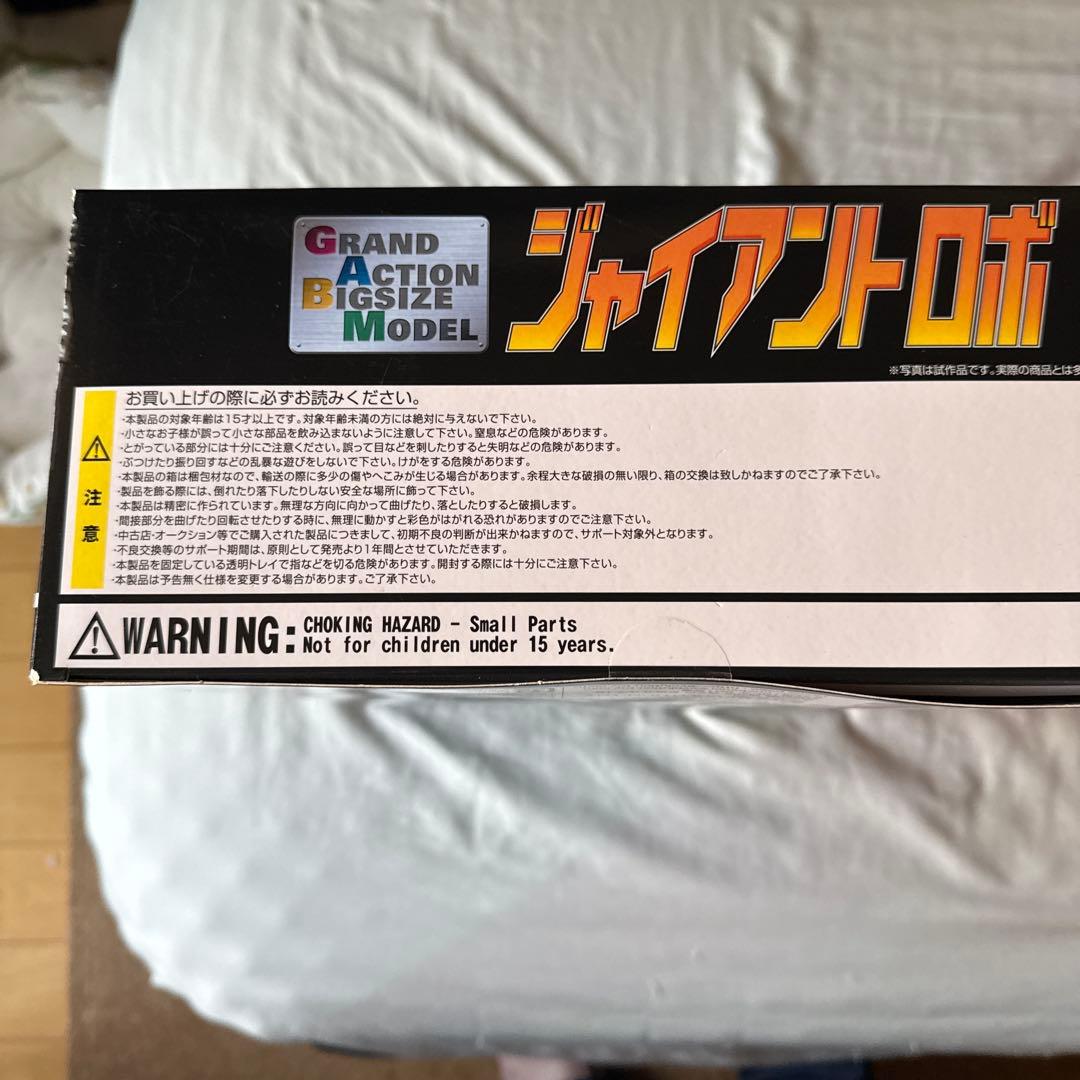 GRAND
ACTION
BIGSIZE
MODEL
ジャイアントロボ
※写真は試作品です。実際の商品とは多
お買い上げの際に必ずお読みください。
注意
・本製品の対象年齢は15才以上です。対象年齢未満の方には絶対に与えないで下さい。
・小さなお子様が誤って小さな部品を飲み込まないように注意して下さい。窒息などの危険があります。
・とがっている部分には十分にご注意ください。誤って目などを刺したりすると失明などの危険があります。
・ぶつけたり振り回すなどの乱暴な遊びをしないで下さい。けがをする危険があります。
・本製品の箱は梱包材なので、輸送の際に多少の傷やへこみが生じる場合があります。余程大きな破損の無い限り、箱の交換は致しかねますのでご了承下さい。
・製品を飾る際には、倒れたり落下したりしない安全な場所に飾って下さい。
・本製品は精密に作られています。無理な方向に向かって曲げたり、落としたりすると破損します。
・間接部分を曲げたり回転させたりする時に、無理に動かすと彩色がはがれる恐れがありますのでご注意下さい。
・中古店・オークション等でご購入された製品につきまして、初期不良の判断が出来かねますので、サポート対象外となります。
・不良交換等のサポート期間は、原則として発売より1年間とさせていただきます。
・本製品を固定している透明トレイで指などを切る危険があります。開封する際には十分にご注意下さい。
・本製品は予告無く仕様を変更する場合があります。ご了承下さい。
WARNING: CHOKING HAZARD - Small Parts
Not for children under 15 years.